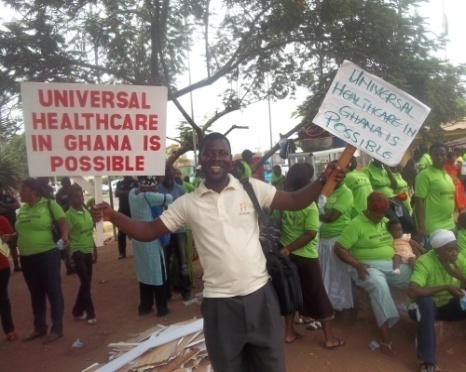 UNIVERSAL
HEALTHCARE
IN GHANA IS
POSSIBLE
UNIVERSAL
HEALTHCARE IN
GHANA IS
POSSIBLE